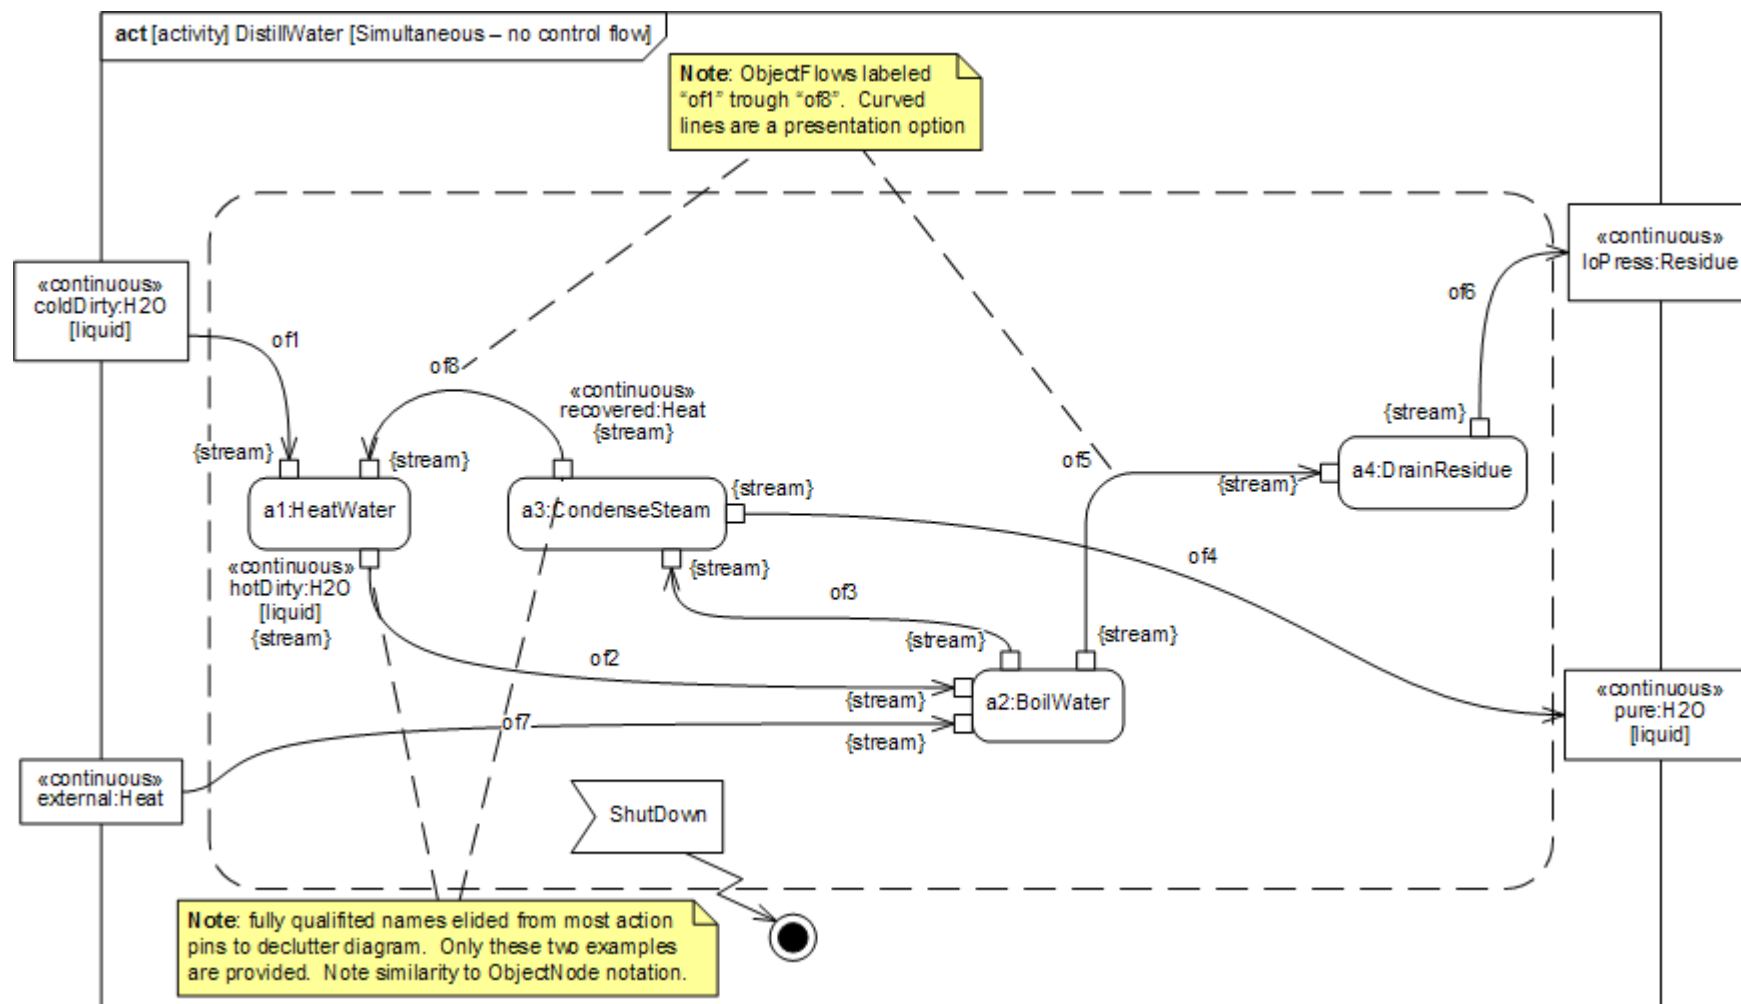 act [activity] DistillWater [Simultaneous – no control flow]
Note: ObjectFlows labeled
“of1” trough “of8”. Curved
lines are a presentation option
«continuous»
loPress:Residue
«continuous»
coldDirty:H2O
[liquid]
of1
of6
of8
«continuous»
recovered:Heat
{stream}
{stream}
{stream}
{stream}
of5
a4:DrainResidue
{stream}
{stream}
a1:HeatWater
a3:CondenseSteam
of4
{stream}
«continuous»
hotDirty:H2O
[liquid]
{stream}
of3
{stream}
{stream}
of2
{stream}
a2:BoilWater
of7
{stream}
«continuous»
pure:H2O
[liquid]
«continuous»
external:Heat
ShutDown
Note: fully qualifited names elided from most action
pins to declutter diagram. Only these two examples
are provided. Note similarity to ObjectNode notation.